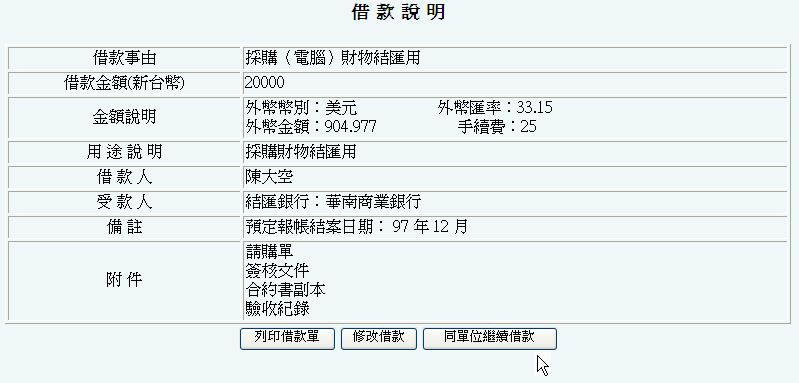 借 款 說 明
借款事由 採購（電腦）財物結匯用
借款金額(新台幣) 20000
金額說明 外幣幣別：美元 外幣匯率：33.15
外幣金額：904.977 手續費：25
用 途 說 明 採購財物結匯用
借 款 人 陳大空
受 款 人 結匯銀行：華南商業銀行
備 註 預定報帳結案日期： 97 年 12 月
附 件 請購單
簽核文件
合約書副本
驗收紀錄
列印借款單 修改借款 同單位繼續借款